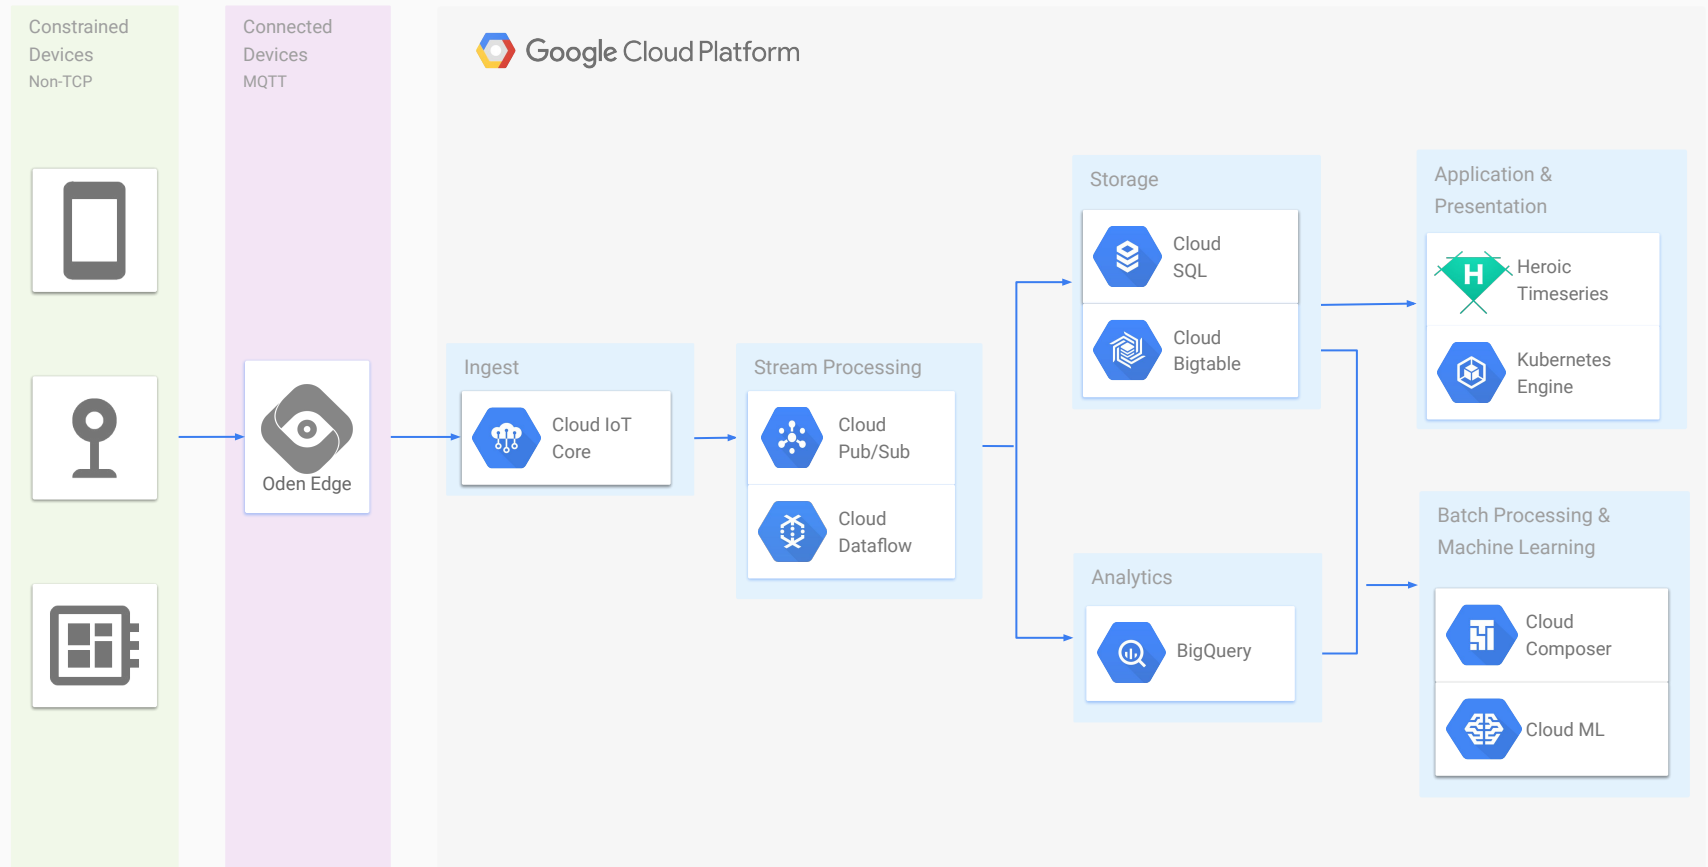 Constrained
Devices
Non-TCP
Connected
Devices
MQTT
Google Cloud Platform
Oden Edge
Ingest
Cloud IoT
Core
Stream Processing
Cloud
Pub/Sub
Cloud
Dataflow
Storage
Cloud
SQL
Cloud
Bigtable
Analytics
BigQuery
Application &
Presentation
H
Heroic
Timeseries
Kubernetes
Engine
Batch Processing &
Machine Learning
Cloud
Composer
Cloud ML